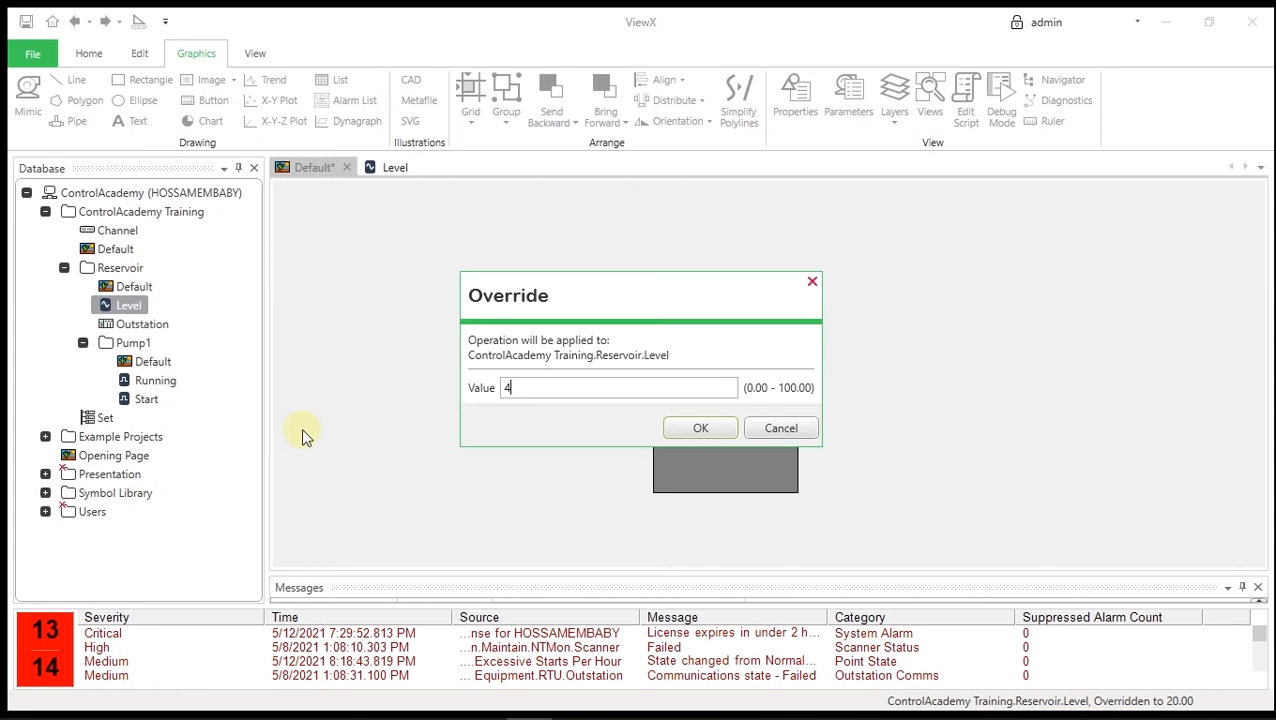 ViewX
admin
File Home Edit Graphics View
Line Rectangle Image Trend List CAD Align Navigator
Mimic Polygon Ellipse Button X-Y Plot Alarm List Metafile Grid Group Send Backward Bring Forward Distribute Simplify Polylines Properties Parameters Layers Views Edit Script Debug Mode Diagnostics
Pipe Text Chart X-Y-Z Plot Dynagraph SVG Orientation Ruler
Drawing Illustrations Arrange View
Database Default* Level
ControlAcademy (HOSSAMEMBABY)
ControlAcademy Training
Channel
Default
Reservoir
Default
Level
Outstation
Pump1
Default
Running
Start
Set
Example Projects
Opening Page
Presentation
Symbol Library
Users
Override
Operation will be applied to:
ControlAcademy Training.Reservoir.Level
Value 4 (0.00 - 100.00)
OK Cancel
Messages
13
14
Severity Time Source Message Category Suppressed Alarm Count
Critical 5/12/2021 7:29:52.813 PM ...nse for HOSSAMEMBABY License expires in under 2 h... System Alarm 0
High 5/8/2021 1:08:10.303 PM ...n.Maintain.NTMon.Scanner Failed Scanner Status 0
Medium 5/12/2021 8:18:43.819 PM ....Excessive Starts Per Hour State changed from Normal... Point State 0
Medium 5/8/2021 1:08:31.100 PM ... Equipment.RTU.Outstation Communications state - Failed Outstation Comms 0
ControlAcademy Training.Reservoir.Level, Overridden to 20.00